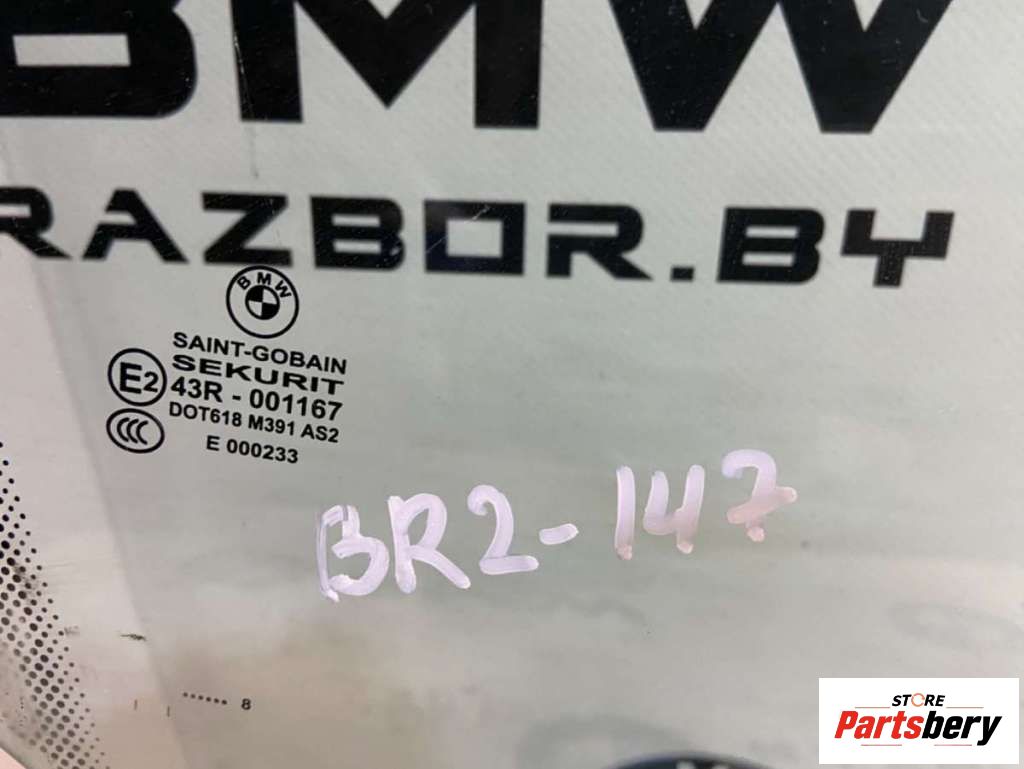 BMW
RAZBOR.BY
BMW
SAINT-GOBAIN
SEKURIT
E2
43R - 001167
DOT618 M391 AS2
CCC
E 000233
BR2-147
...... 8
STORE
Partsbery